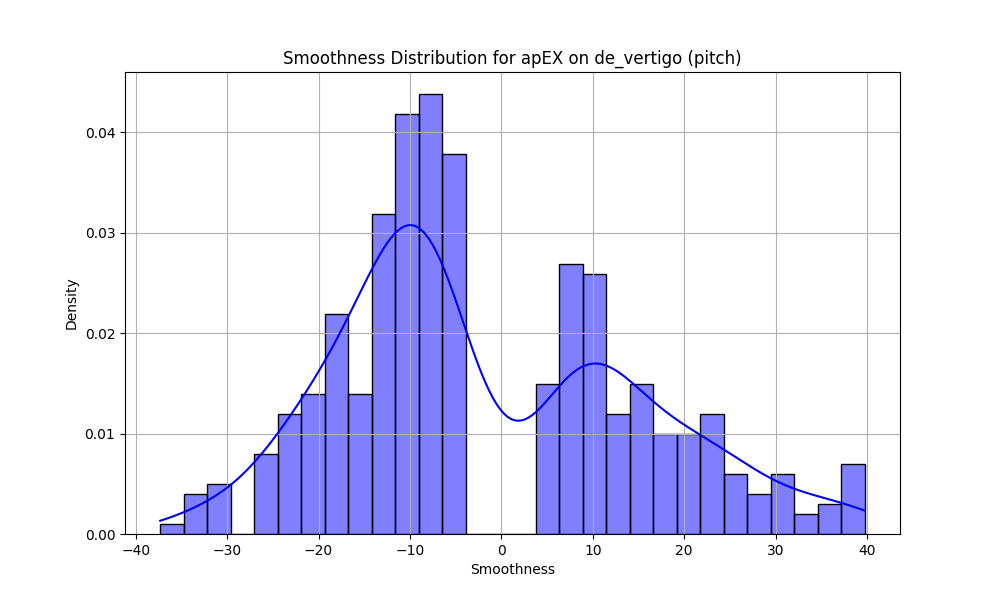 Smoothness Distribution for apEX on de_vertigo (pitch)
0.04
0.03
0.02
0.01
0.00
Density
−40 −30 −20 −10 0 10 20 30 40
Smoothness